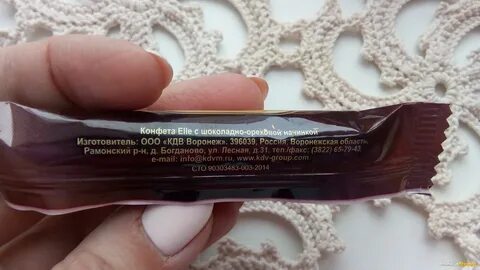 Конфета Elle с шоколадно-ореховой начинкой
Изготовитель: ООО «КДВ Воронеж», 396039, Россия, Воронежская область,
Рамонский р-н, д. Богданово, ул. Лесная, д.31, тел./факс: (3822) 65-79-43,
e-mail: info@kdvm.ru, www.kdv-group.com
СТО 90303483-003-2014